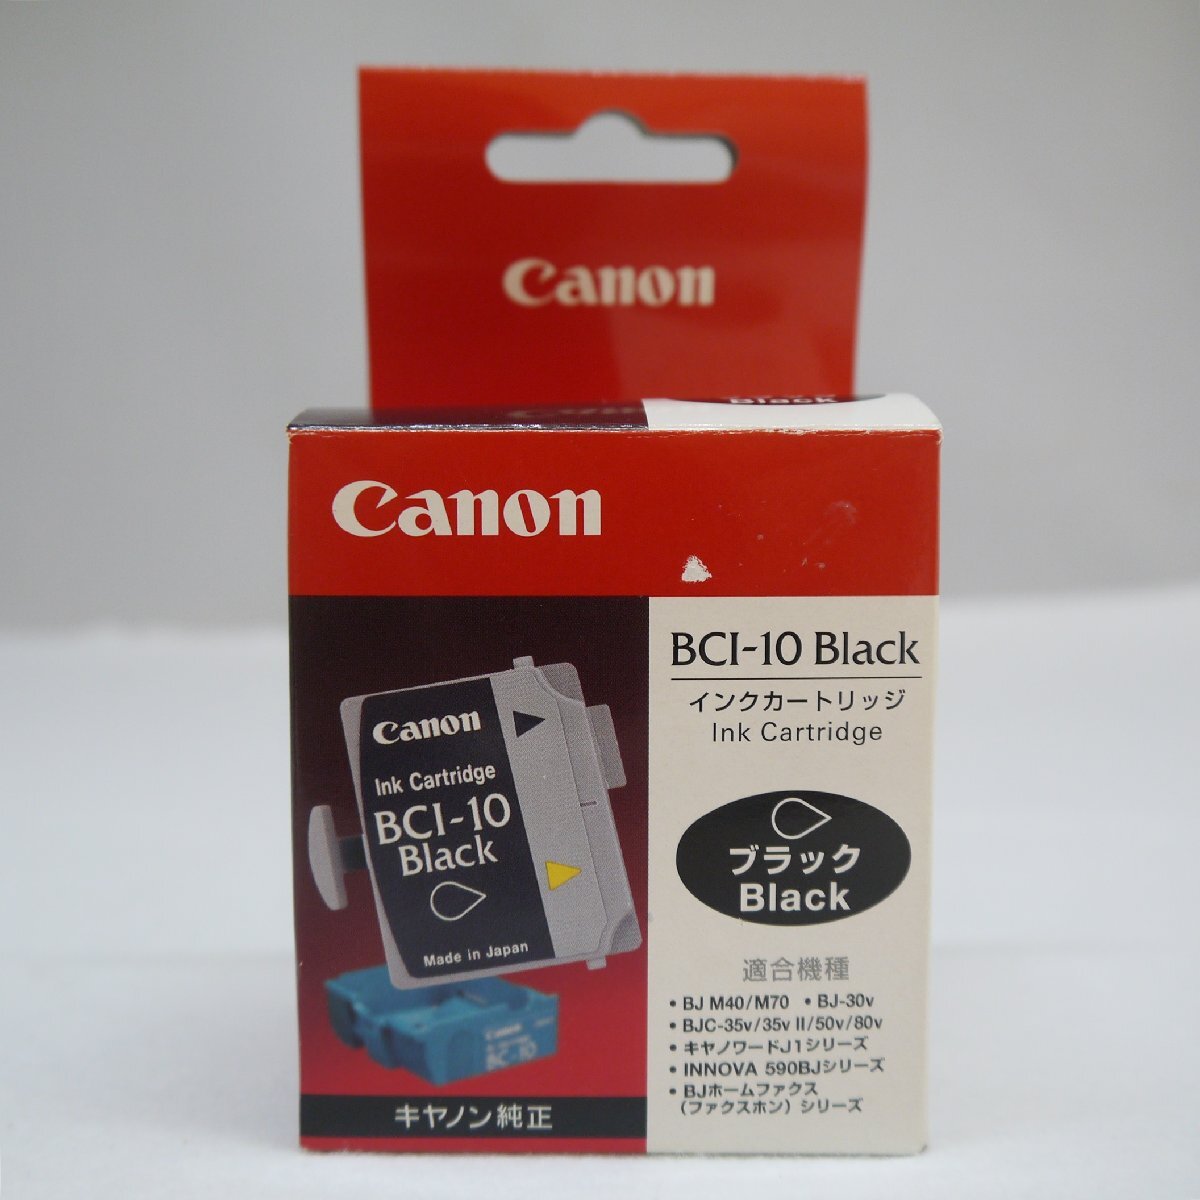 Canon
Black
Canon
BCI-10 Black
インクカートリッジ
Ink Cartridge
Canon
Ink Cartridge
BCI-10
Black
Made in Japan
ブラック
Black
適合機種
• BJ M40/M70 • BJ-30v
• BJC-35v/35v II/50v/80v
• キヤノワードJ1シリーズ
• INNOVA 590BJシリーズ
• BJホームファクス
(ファクスホン) シリーズ
Canon
BC-10
キヤノン純正